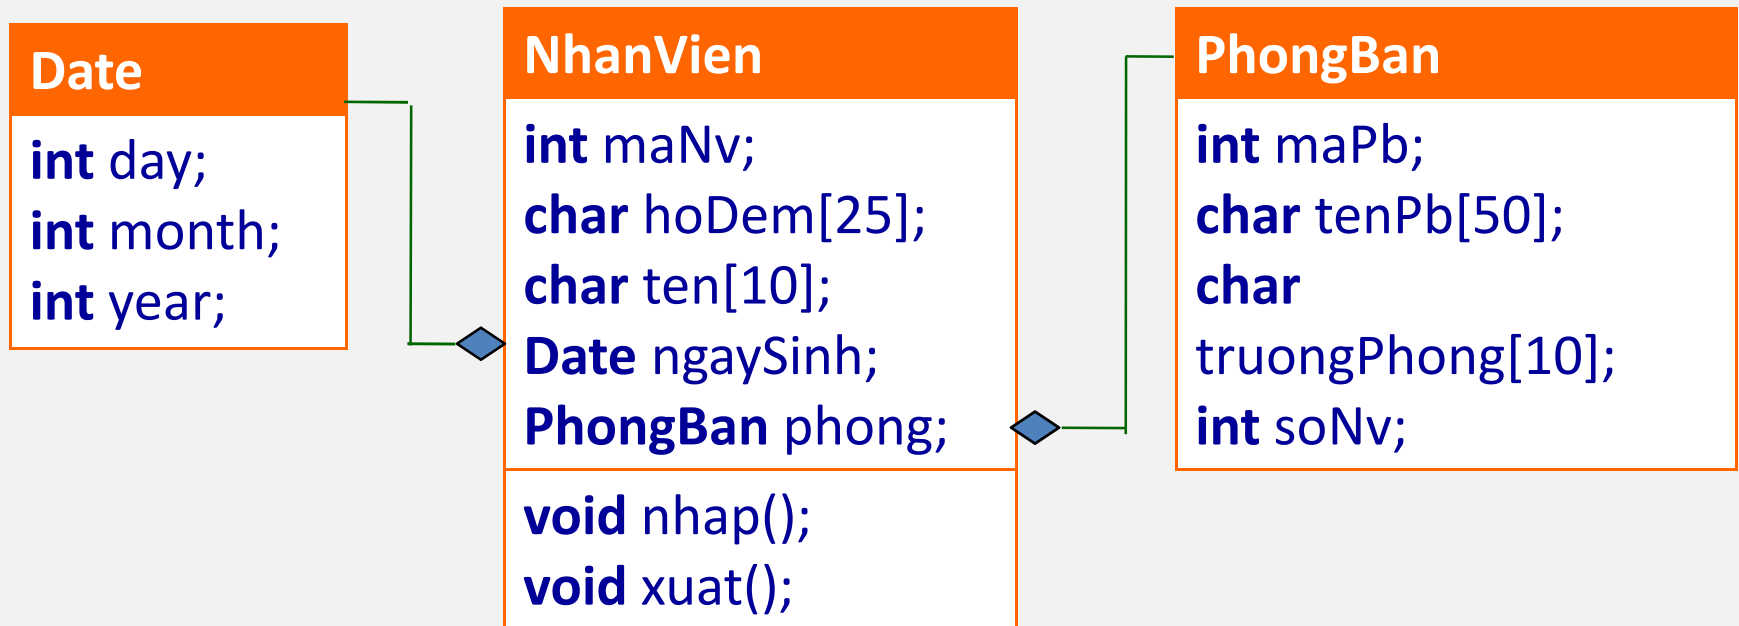 Date
int day;
int month;
int year;
NhanVien
int maNv;
char hoDem[25];
char ten[10];
Date ngaySinh;
PhongBan phong;
void nhap();
void xuat();
PhongBan
int maPb;
char tenPb[50];
char
truongPhong[10];
int soNv;